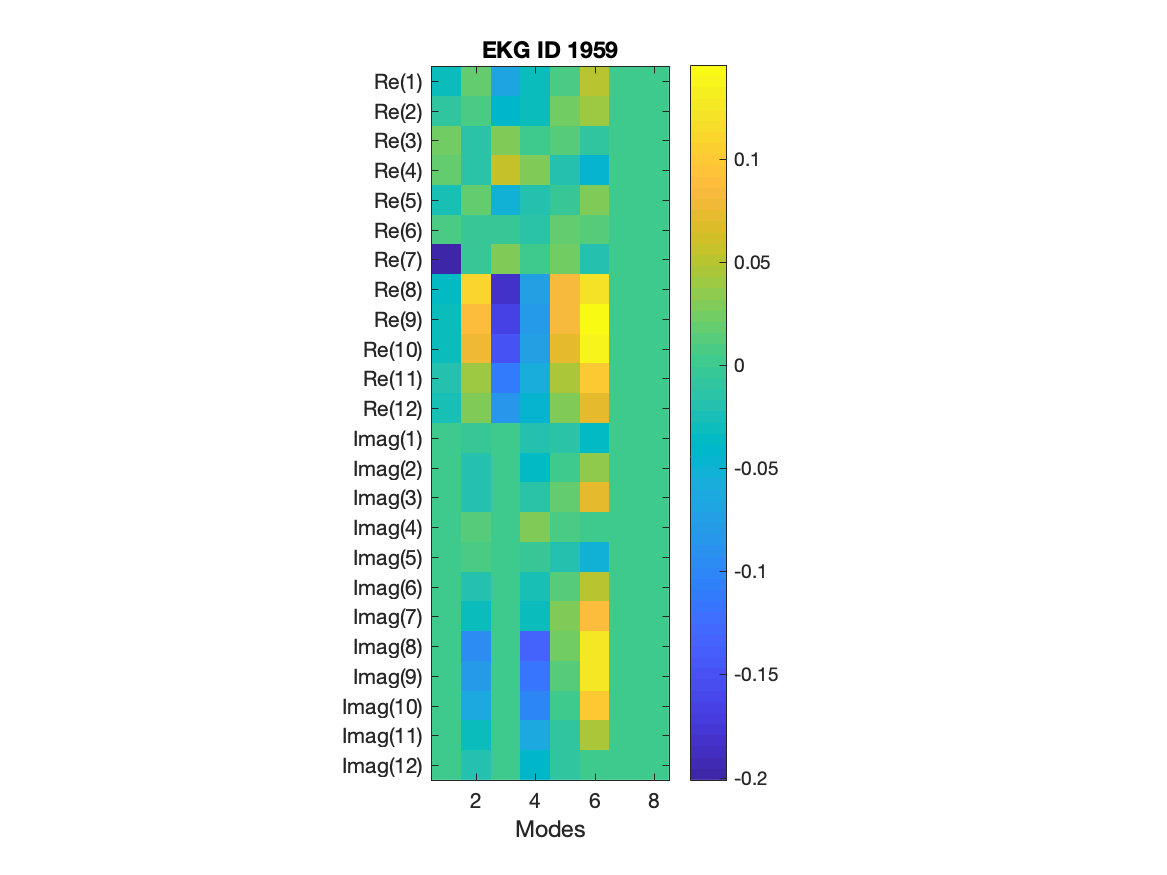 EKG ID 1959
Re(1)
Re(2)
Re(3)
Re(4)
Re(5)
Re(6)
Re(7)
Re(8)
Re(9)
Re(10)
Re(11)
Re(12)
Imag(1)
Imag(2)
Imag(3)
Imag(4)
Imag(5)
Imag(6)
Imag(7)
Imag(8)
Imag(9)
Imag(10)
Imag(11)
Imag(12)
2 4 6 8
Modes
0.1
0.05
0
-0.05
-0.1
-0.15
-0.2